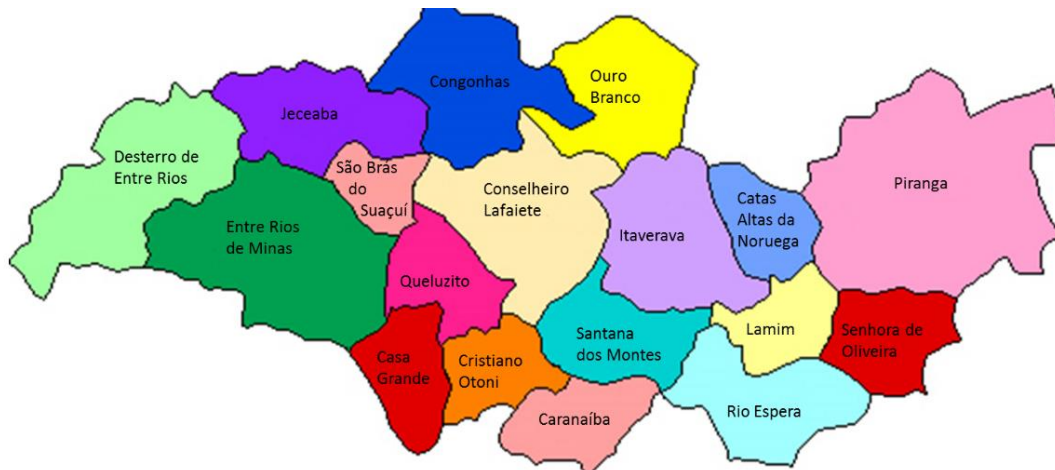 Congonhas
Ouro
Branco
Jeceaba
Desterro de
Entre Rios
São Brás
do
Suaçuí
Conselheiro
Lafaiete
Catas
Altas da
Noruega
Piranga
Entre Rios
de Minas
Itaverava
Queluzito
Santana
dos Montes
Lamim
Senhora de
Oliveira
Casa
Grande
Cristiano
Otoni
Caranaíba
Rio Espera